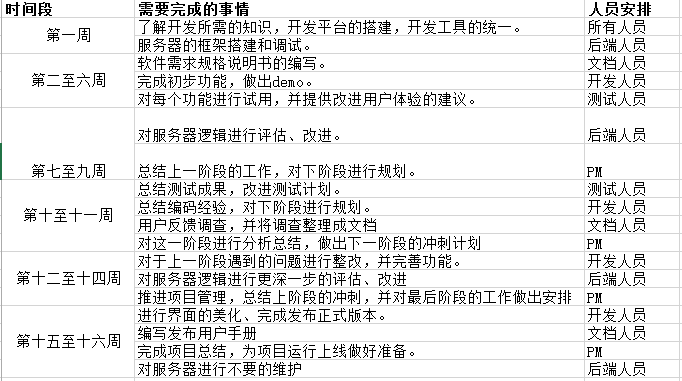 时间段 需要完成的事情 人员安排
第一周 了解开发所需的知识，开发平台的搭建，开发工具的统一。 所有人员
服务器的框架搭建和调试。 后端人员
第二至六周 软件需求规格说明书的编写。 文档人员
完成初步功能，做出demo。 开发人员
对每个功能进行试用，并提供改进用户体验的建议。 测试人员
对服务器逻辑进行评估、改进。 后端人员
第七至九周 总结上一阶段的工作，对下阶段进行规划。 PM
总结测试成果，改进测试计划。 测试人员
第十至十一周 总结编码经验，对下阶段进行规划。 开发人员
用户反馈调查，并将调查整理成文档 文档人员
对这一阶段进行分析总结，做出下一阶段的冲刺计划 PM
对于上一阶段遇到的问题进行整改，并完善功能。 开发人员
第十二至十四周 对服务器逻辑进行更深一步的评估、改进 后端人员
推进项目管理，总结上阶段的冲刺，并对最后阶段的工作做出安排 PM
进行界面的美化、完成发布正式版本。 开发人员
第十五至十六周 编写发布用户手册 文档人员
完成项目总结，为项目运行上线做好准备。 PM
对服务器进行不要的维护 后端人员